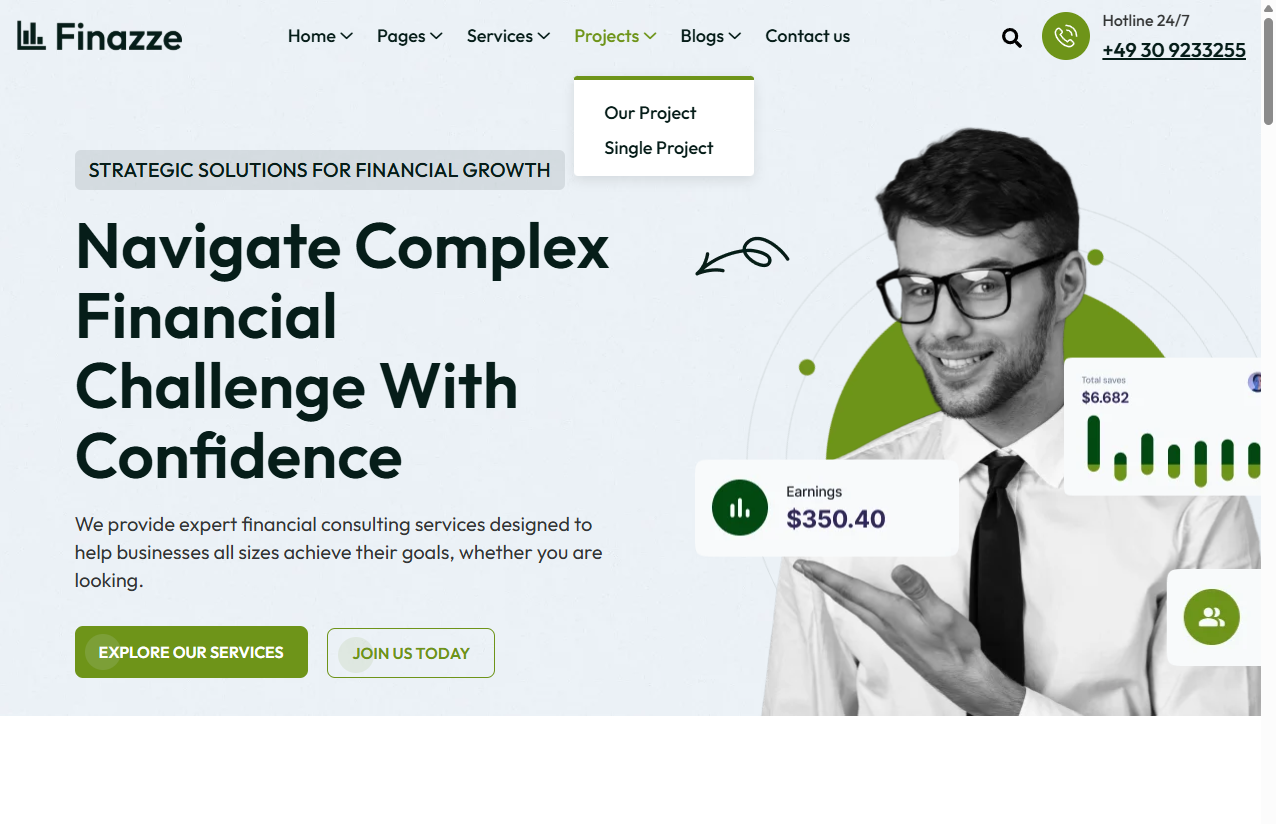 Finazze
Home Pages Services Projects Blogs Contact us
Hotline 24/7
+49 30 9233255
Our Project
Single Project
STRATEGIC SOLUTIONS FOR FINANCIAL GROWTH
Navigate Complex
Financial
Challenge With
Confidence
We provide expert financial consulting services designed to
help businesses all sizes achieve their goals, whether you are
looking.
EXPLORE OUR SERVICES
JOIN US TODAY
Total saves
$6.682
Earnings
$350.40